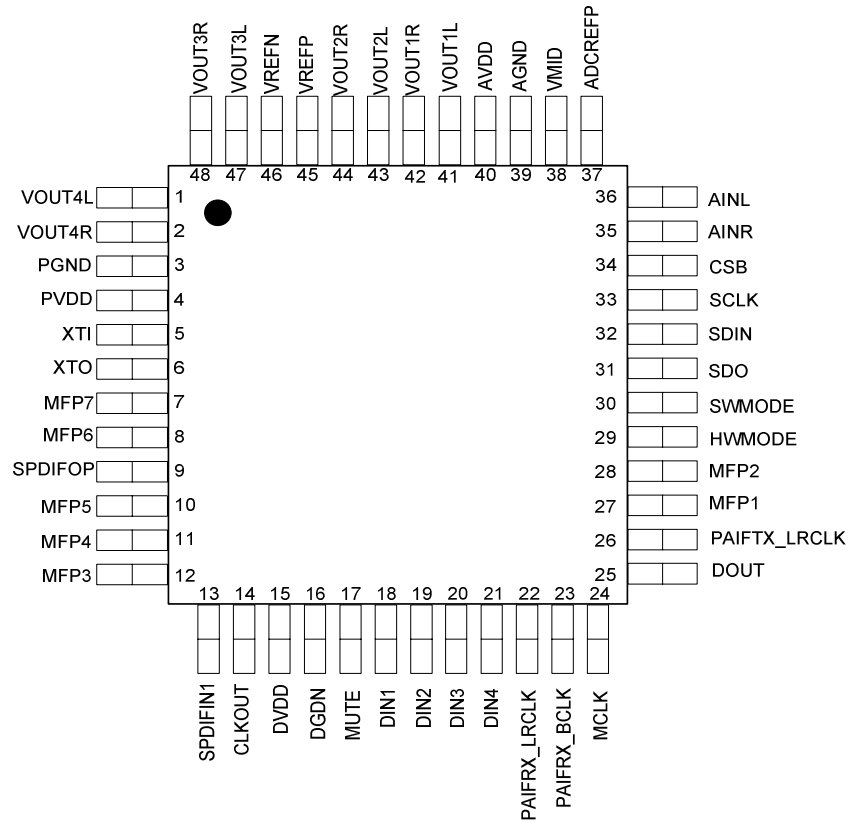 VOUT3R
VOUT3L
VREFN
VREFP
VOUT2R
VOUT2L
VOUT1R
VOUT1L
AVDD
AGND
VMID
ADCREFP
48 47 46 45 44 43 42 41 40 39 38 37
VOUT4L 1
VOUT4R 2
PGND 3
PVDD 4
XTI 5
XTO 6
MFP7 7
MFP6 8
SPDIFOP 9
MFP5 10
MFP4 11
MFP3 12
36 AINL
35 AINR
34 CSB
33 SCLK
32 SDIN
31 SDO
30 SWMODE
29 HWMODE
28 MFP2
27 MFP1
26 PAIFTX_LRCLK
25 DOUT
13 14 15 16 17 18 19 20 21 22 23 24
SPDIFIN1
CLKOUT
DVDD
DGDN
MUTE
DIN1
DIN2
DIN3
DIN4
PAIFRX_LRCLK
PAIFRX_BCLK
MCLK